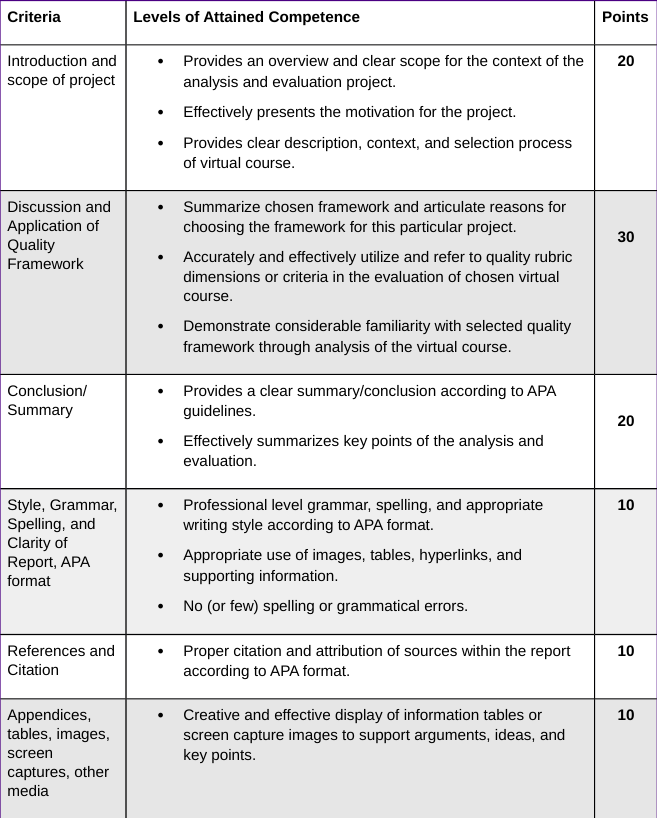 Criteria
Levels of Attained Competence
Points
Introduction and
scope of project
• Provides an overview and clear scope for the context of the
analysis and evaluation project.
• Effectively presents the motivation for the project.
• Provides clear description, context, and selection process
of virtual course.
20
Discussion and
Application of
Quality
Framework
• Summarize chosen framework and articulate reasons for
choosing the framework for this particular project.
• Accurately and effectively utilize and refer to quality rubric
dimensions or criteria in the evaluation of chosen virtual
course.
• Demonstrate considerable familiarity with selected quality
framework through analysis of the virtual course.
30
Conclusion/
Summary
• Provides a clear summary/conclusion according to APA
guidelines.
• Effectively summarizes key points of the analysis and
evaluation.
20
Style, Grammar,
Spelling, and
Clarity of
Report, APA
format
• Professional level grammar, spelling, and appropriate
writing style according to APA format.
• Appropriate use of images, tables, hyperlinks, and
supporting information.
• No (or few) spelling or grammatical errors.
10
References and
Citation
• Proper citation and attribution of sources within the report
according to APA format.
10
Appendices,
tables, images,
screen
captures, other
media
• Creative and effective display of information tables or
screen capture images to support arguments, ideas, and
key points.
10